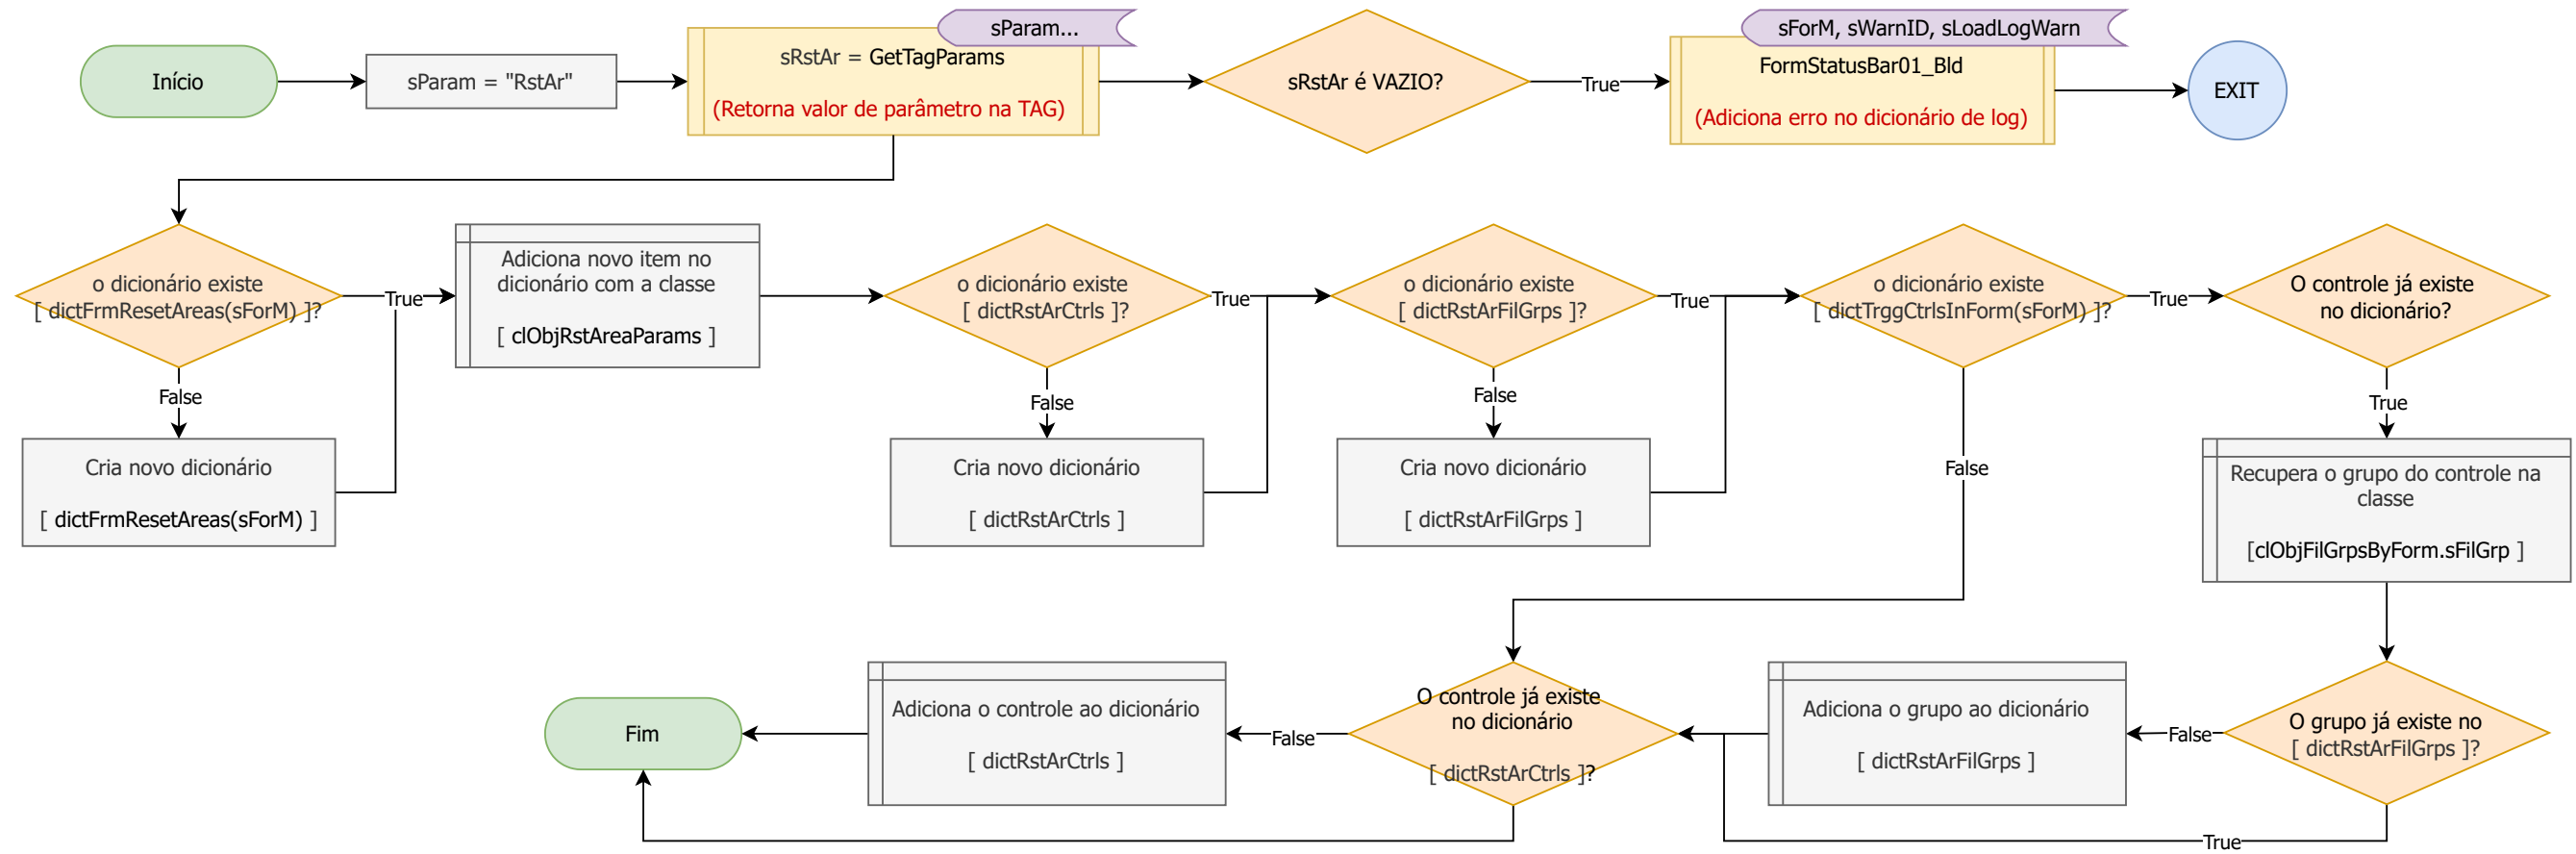 Início
sParam = "RstAr"
sParam...
sRstAr = GetTagParams
(Retorna valor de parâmetro na TAG)
sRstAr é VAZIO?
True
sForM, sWarnID, sLoadLogWarn
FormStatusBar01_Bld
(Adiciona erro no dicionário de log)
EXIT
o dicionário existe
[ dictFrmResetAreas(sForM) ]?
True
False
Cria novo dicionário
[ dictFrmResetAreas(sForM) ]
Adiciona novo item no
dicionário com a classe
[ clObjRstAreaParams ]
o dicionário existe
[ dictRstArCtrls ]?
True
False
Cria novo dicionário
[ dictRstArCtrls ]
o dicionário existe
[ dictRstArFilGrps ]?
True
False
Cria novo dicionário
[ dictRstArFilGrps ]
o dicionário existe
[ dictTrggCtrlsInForm(sForM) ]?
True
False
O controle já existe
no dicionário?
True
Recupera o grupo do controle na
classe
[clObjFilGrpsByForm.sFilGrp ]
O grupo já existe no
[ dictRstArFilGrps ]?
False
True
Adiciona o grupo ao dicionário
[ dictRstArFilGrps ]
O controle já existe
no dicionário
[ dictRstArCtrls ]?
False
Adiciona o controle ao dicionário
[ dictRstArCtrls ]
Fim